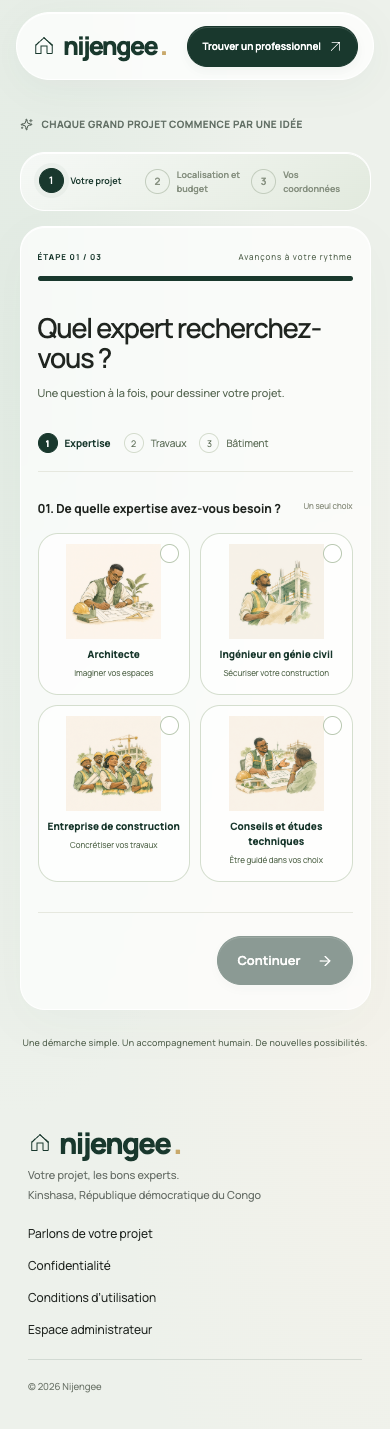 nijengee.
Trouver un professionnel
CHAQUE GRAND PROJET COMMENCE PAR UNE IDÉE
1 Votre projet
2 Localisation et budget
3 Vos coordonnées
ÉTAPE 01 / 03
Avançons à votre rythme
Quel expert recherchez-
vous ?
Une question à la fois, pour dessiner votre projet.
1 Expertise 2 Travaux 3 Bâtiment
01. De quelle expertise avez-vous besoin ?
Un seul choix
Architecte
Imaginer vos espaces
Ingénieur en génie civil
Sécuriser votre construction
Entreprise de construction
Concrétiser vos travaux
Conseils et études
techniques
Être guidé dans vos choix
Continuer
Une démarche simple. Un accompagnement humain. De nouvelles possibilités.
nijengee.
Votre projet, les bons experts.
Kinshasa, République démocratique du Congo
Parlons de votre projet
Confidentialité
Conditions d'utilisation
Espace administrateur
© 2026 Nijengee